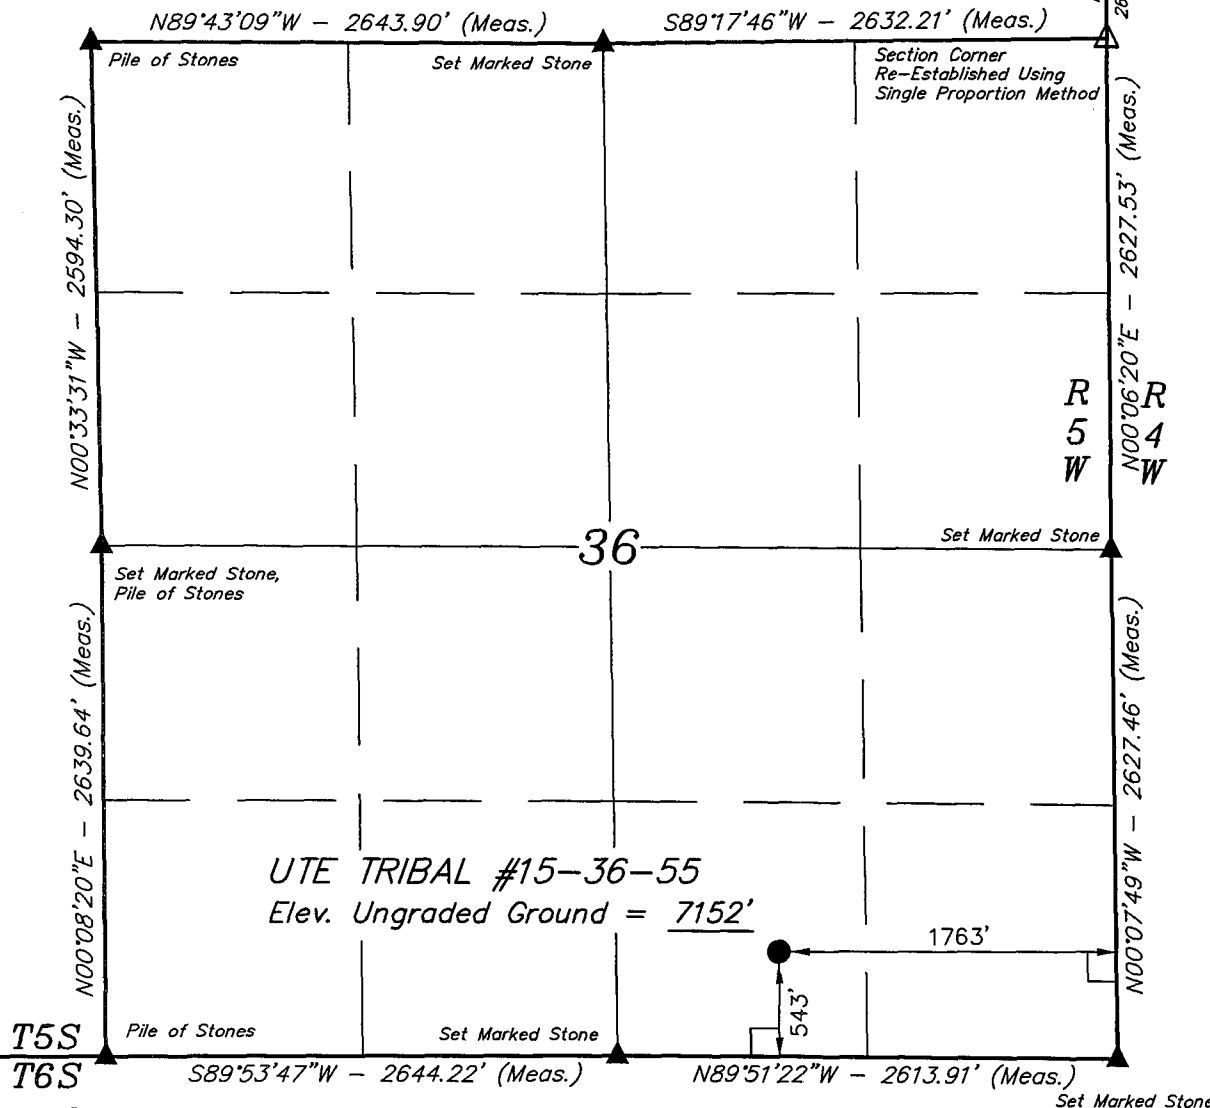 N89°43'09"W - 2643.90' (Meas.)
S89°17'46"W - 2632.21' (Meas.)
Pile of Stones
Set Marked Stone
Section Corner
Re-Established Using
Single Proportion Method
N00°33'31"W - 2594.30' (Meas.)
N00°06'20"E - 2627.53' (Meas.)
R R
5 4
W W
36
Set Marked Stone
Set Marked Stone,
Pile of Stones
N00°08'20"E - 2639.64' (Meas.)
N00°07'49"W - 2627.46' (Meas.)
UTE TRIBAL #15-36-55
Elev. Ungraded Ground = 7152'
1763'
543'
T5S
T6S
Pile of Stones
Set Marked Stone
S89°53'47"W - 2644.22' (Meas.)
N89°51'22"W - 2613.91' (Meas.)
Set Marked Stone